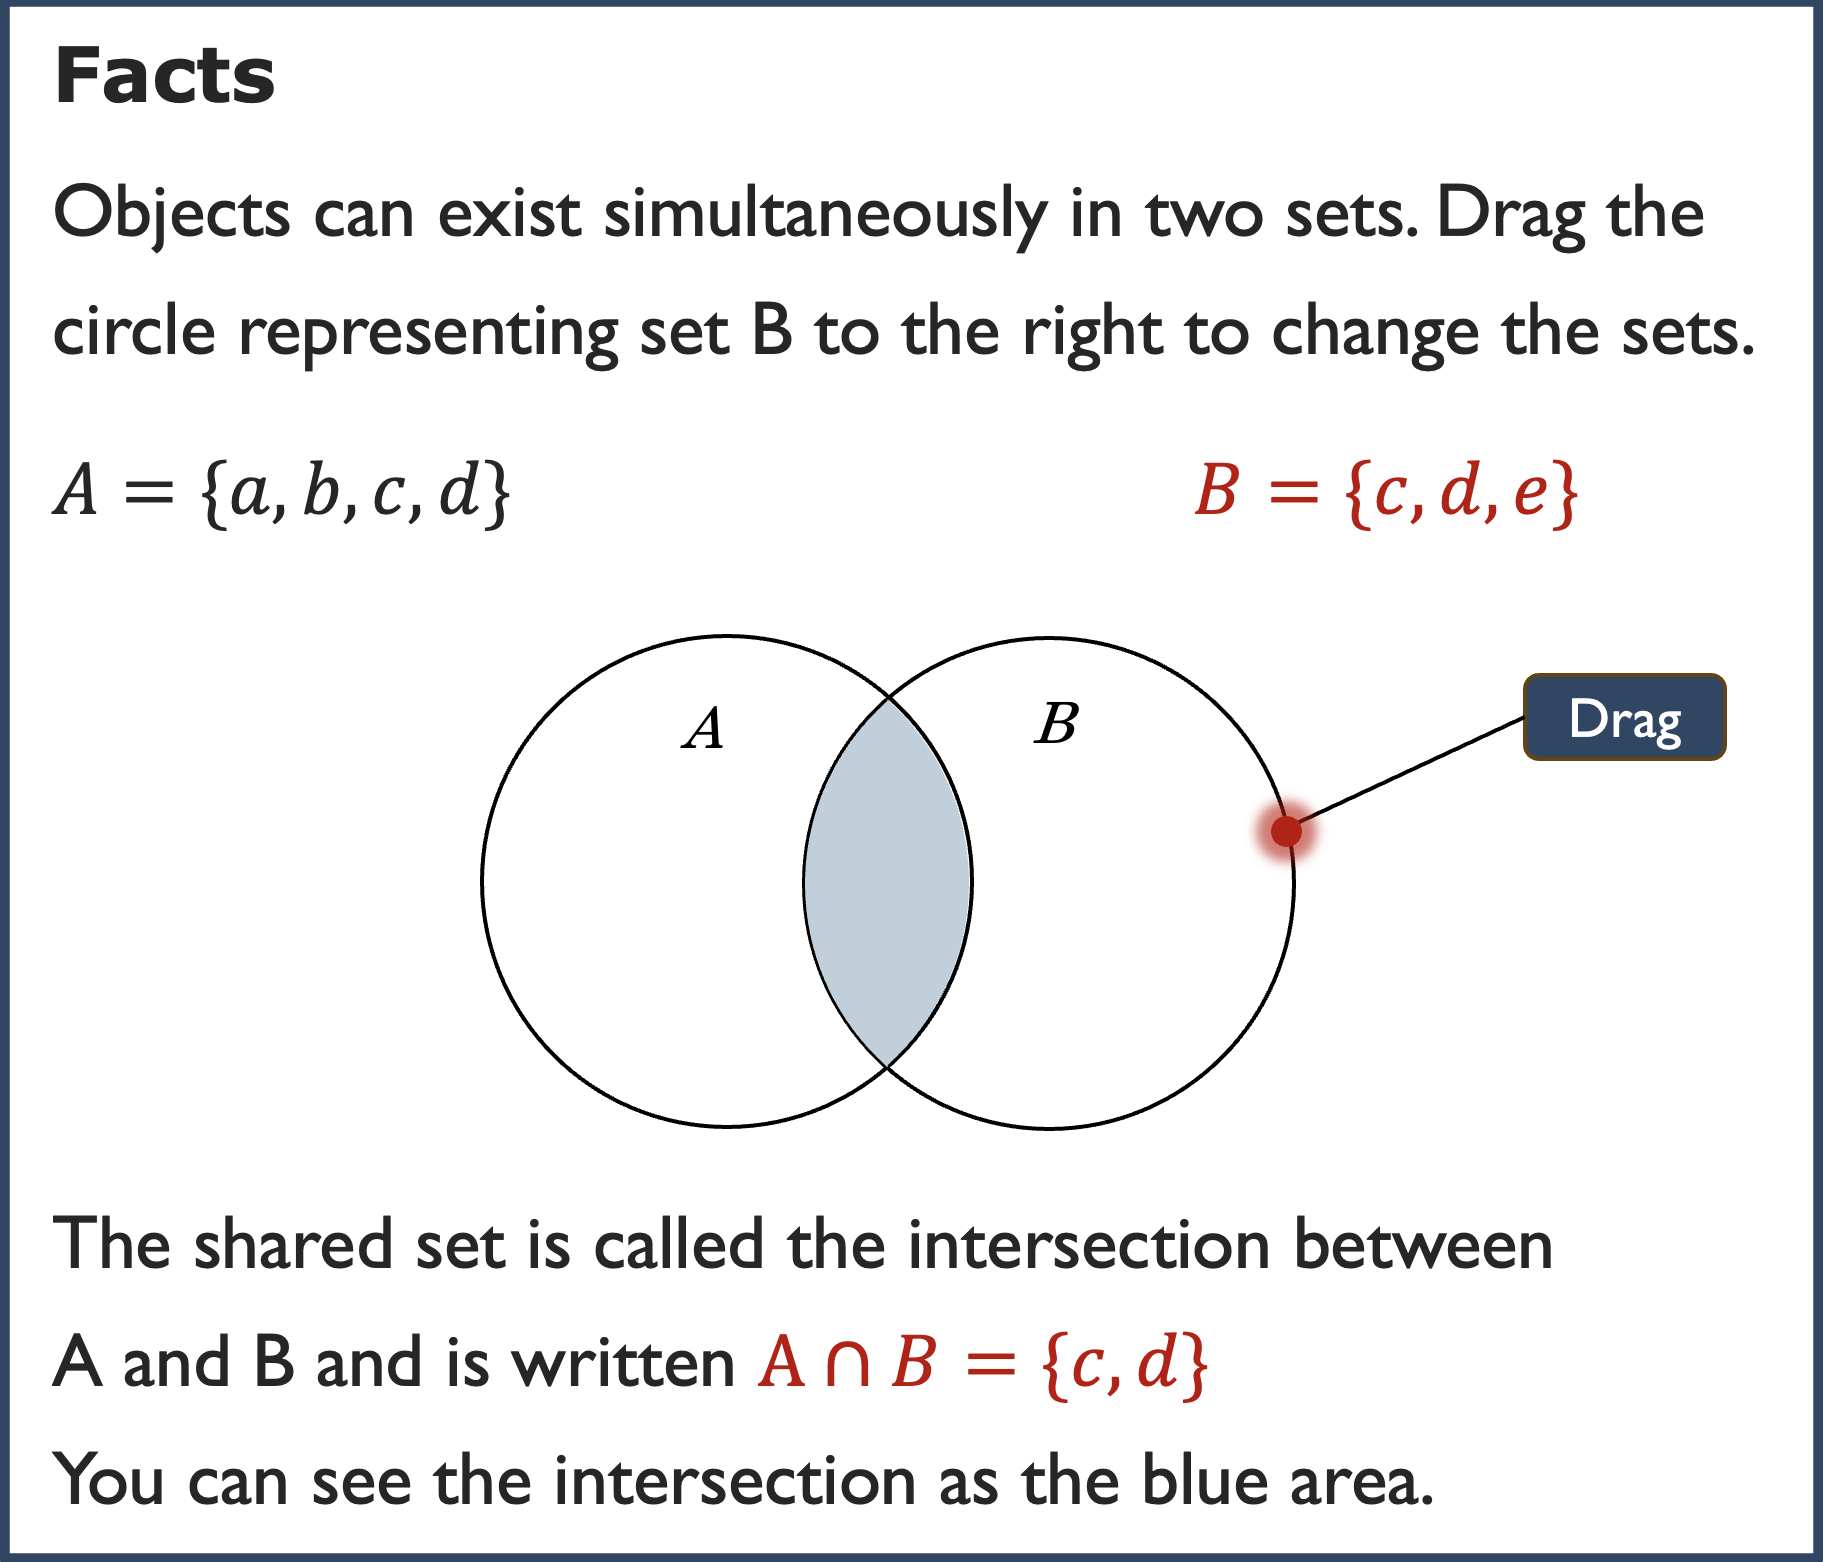 Facts
Objects can exist simultaneously in two sets. Drag the
circle representing set B to the right to change the sets.
A = {a, b, c, d}
B = {c, d, e}
A
B
Drag
The shared set is called the intersection between
A and B and is written A ∩ B = {c, d}
You can see the intersection as the blue area.